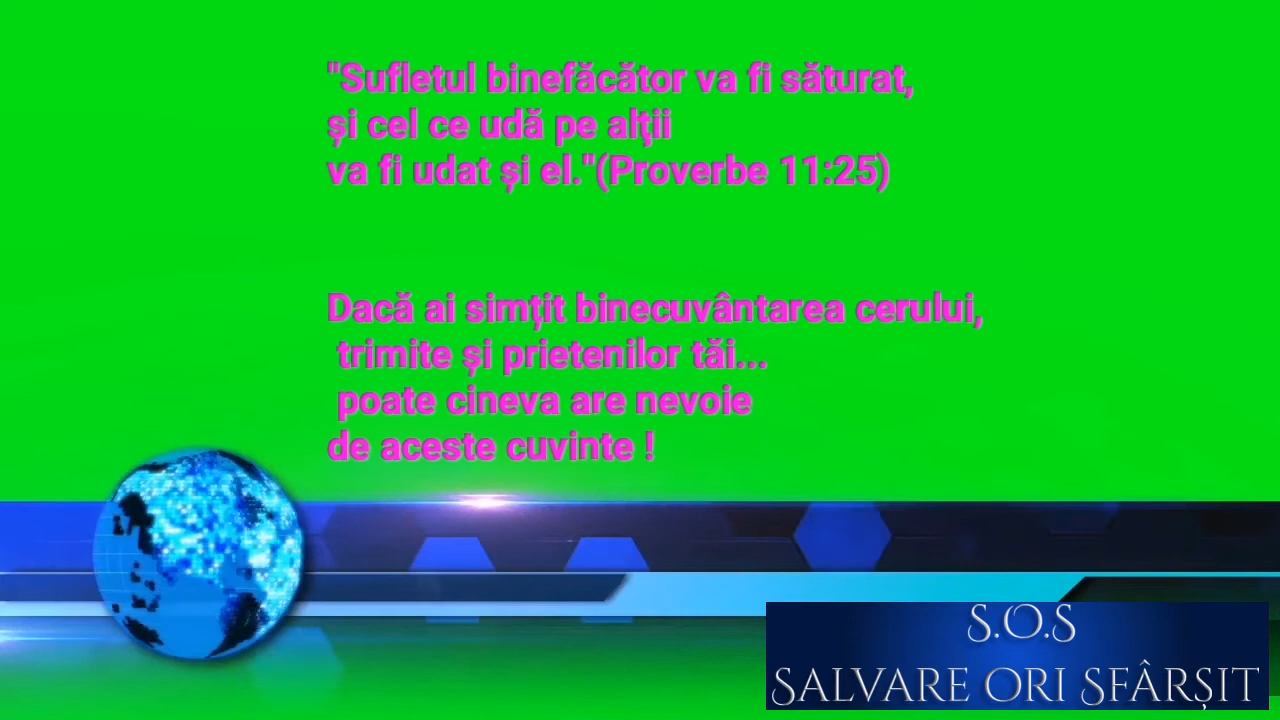 "Sufletul binefăcător va fi săturat,
și cel ce udă pe alţii
va fi udat și el."(Proverbe 11:25)
Dacă ai simțit binecuvântarea cerului,
trimite și prietenilor tăi...
poate cineva are nevoie
de aceste cuvinte !
S.O.S
SALVARE ORI SFÂRȘIT